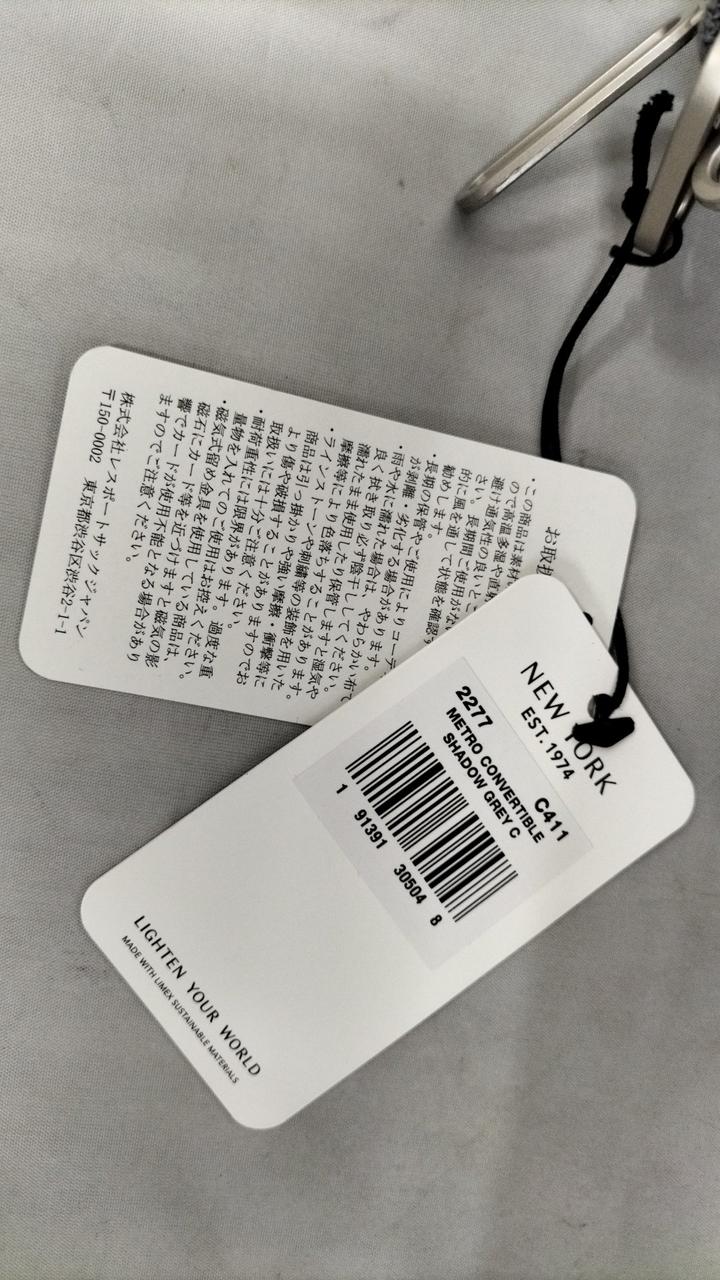 お取扱
・この商品は素材
ので高温多湿や直射
避け通気性の良いとこ
さい。長期間ご使用がな
的に風を通して状態を確認す
勧めします。
・長期の保管やご使用によりコーテ
が剥離・劣化する場合があります。
・雨や水に濡れた場合は、やわらかい布で
良く拭き取り必ず陰干ししてください。
濡れたまま使用したり保管しますと湿気や
摩擦等により色落ちすることがあります。
・ラインストーンや刺繍等の装飾を用いた
商品は引っ掛かりや強い摩擦・衝撃等に
より傷や破損することがありますのでお
取扱いには十分ご注意ください。
・耐荷重性には限界があります。過度な重
量物を入れてのご使用はお控えください。
・磁気式留め金具を使用している商品は、
磁石にカード等を近づけますと磁気の影
響でカードが使用不能となる場合があり
ますのでご注意ください。
株式会社レスポートサックジャパン
〒150-0002 東京都渋谷区渋谷2-1-1
NEW YORK
EST. 1974
2277 C411
METRO CONVERTIBLE
SHADOW GREY C
1 91391 30504 8
LIGHTEN YOUR WORLD
MADE WITH LIMEX SUSTAINABLE MATERIALS